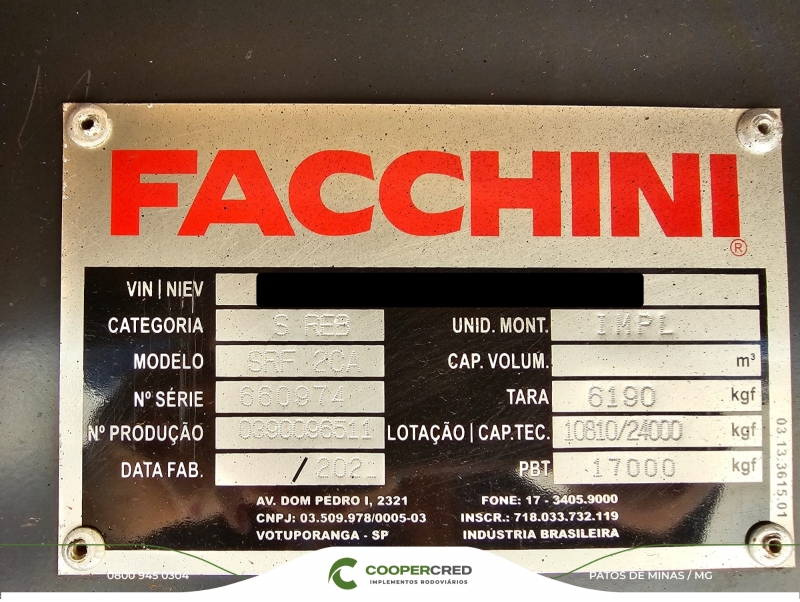 FACCHINI
®
VIN | NIEV
CATEGORIA S REB UNID. MONT. IMPL
MODELO SRF 2CA CAP. VOLUM. m³
Nº SÉRIE 660974 TARA 6190 kgf
Nº PRODUÇÃO 0390096511 LOTAÇÃO | CAP.TEC. 10810/24000 kgf
DATA FAB. PBT 17000 kgf
03.13.3615.01
AV. DOM PEDRO I, 2321 FONE: 17 - 3405.9000
CNPJ: 03.509.978/0005-03 INSCR.: 718.033.732.119
VOTUPORANGA - SP INDÚSTRIA BRASILEIRA
0800 945 0304 COOPERCRED PATOS DE MINAS / MG
IMPLEMENTOS RODOVIÁRIOS